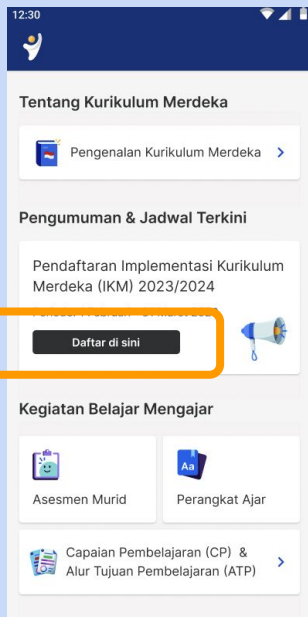 12:30
Tentang Kurikulum Merdeka
Pengenalan Kurikulum Merdeka
Pengumuman & Jadwal Terkini
Pendaftaran Implementasi Kurikulum
Merdeka (IKM) 2023/2024
Daftar di sini
Kegiatan Belajar Mengajar
Aa
Asesmen Murid
Perangkat Ajar
Capaian Pembelajaran (CP) &
Alur Tujuan Pembelajaran (ATP)